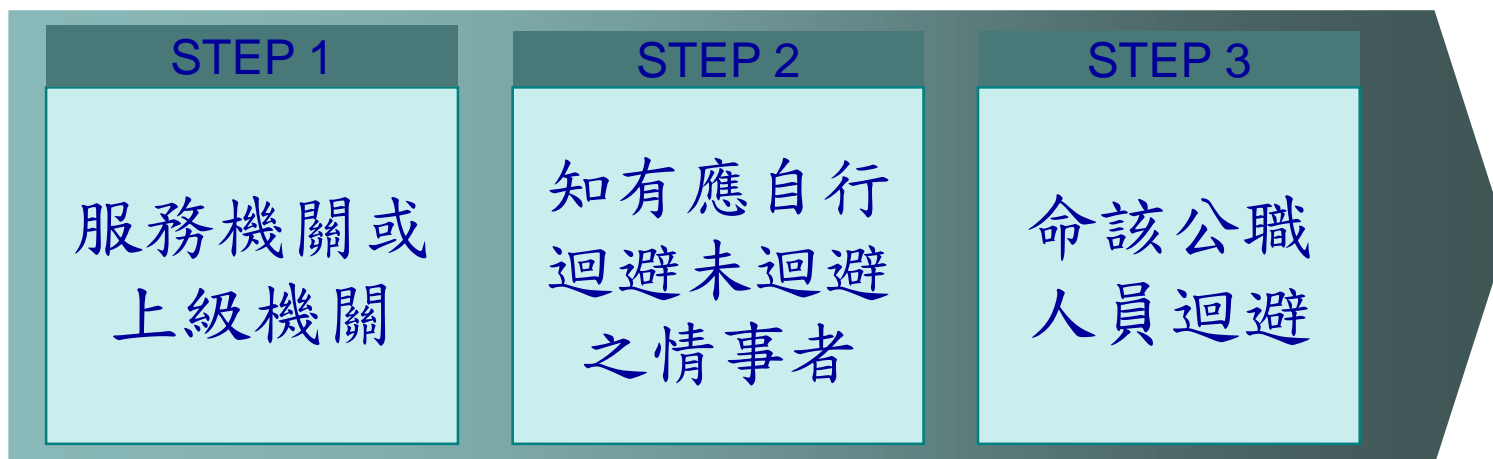 STEP 1
服務機關或
上級機關
STEP 2
知有應自行
迴避未迴避
之情事者
STEP 3
命該公職
人員迴避